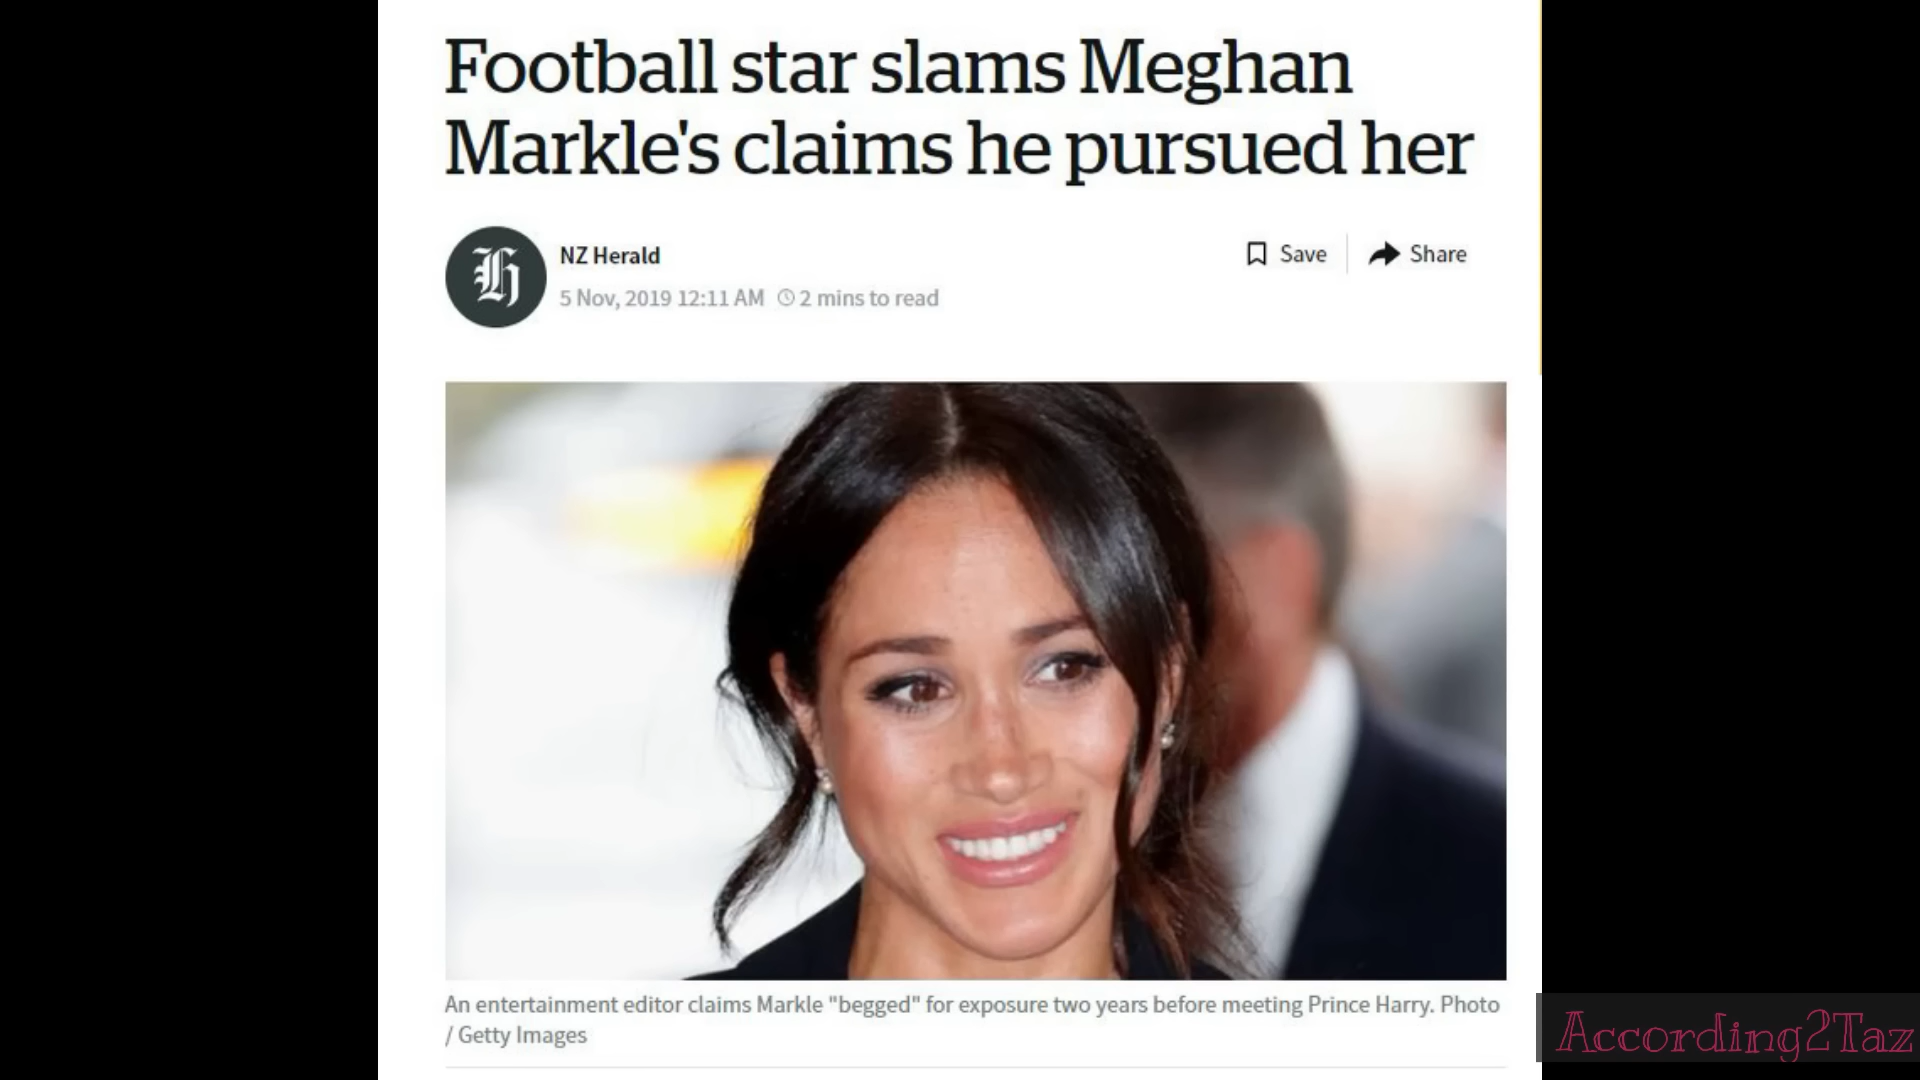 Football star slams Meghan
Markle's claims he pursued her
NZ Herald
Save
Share
5 Nov, 2019 12:11 AM 2 mins to read
An entertainment editor claims Markle "begged" for exposure two years before meeting Prince Harry. Photo
/ Getty Images
According2Taz